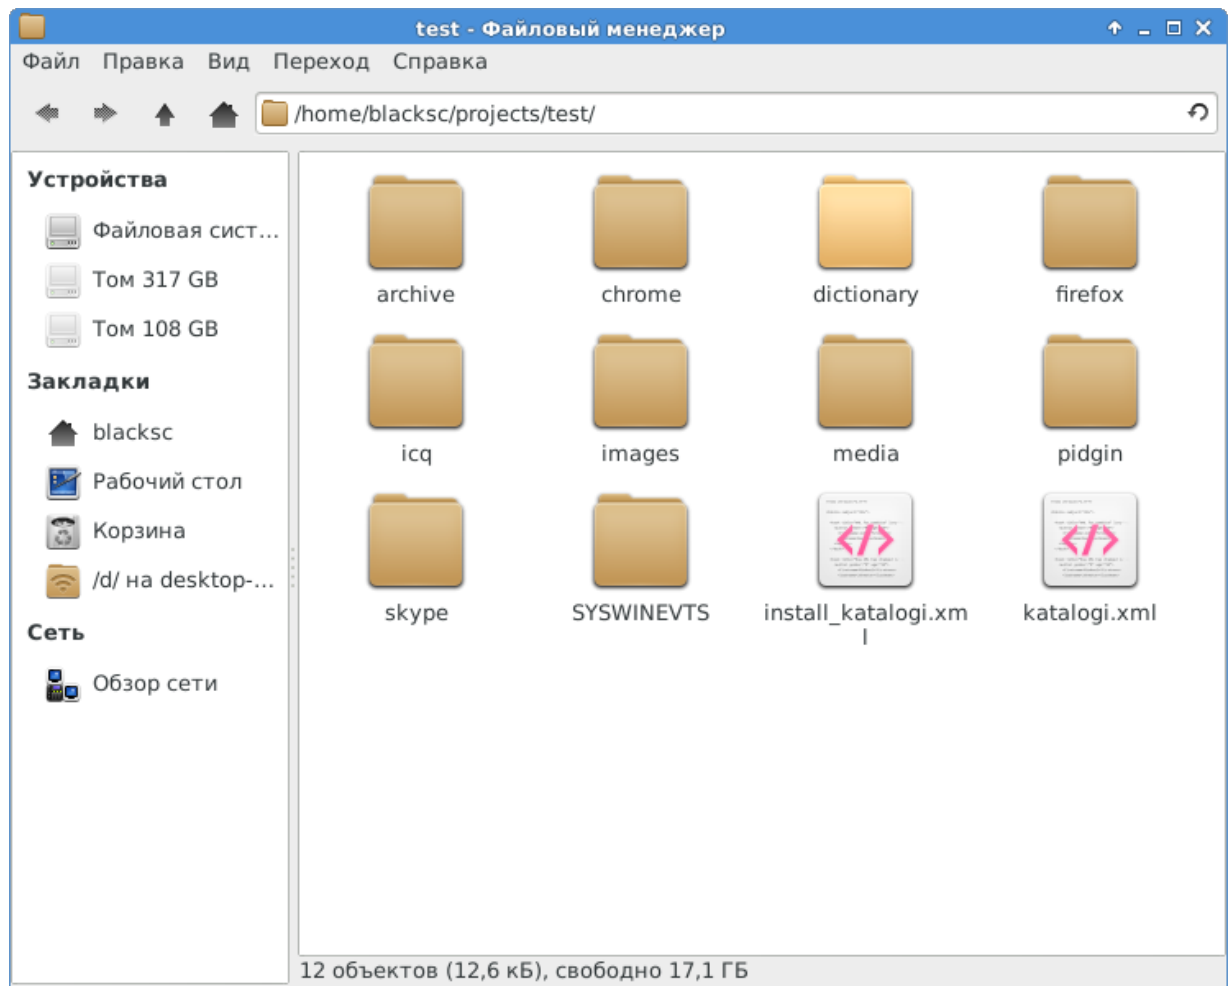 test - Файловый менеджер
Файл Правка Вид Переход Справка
/home/blacksc/projects/test/
Устройства
Файловая сист...
Том 317 GB
Том 108 GB
Закладки
blacksc
Рабочий стол
Корзина
/d/ на desktop-...
Сеть
Обзор сети
archive chrome dictionary firefox
icq images media pidgin
skype SYSWINEVTS install_katalogi.xm katalogi.xml
l
12 объектов (12,6 кБ), свободно 17,1 ГБ